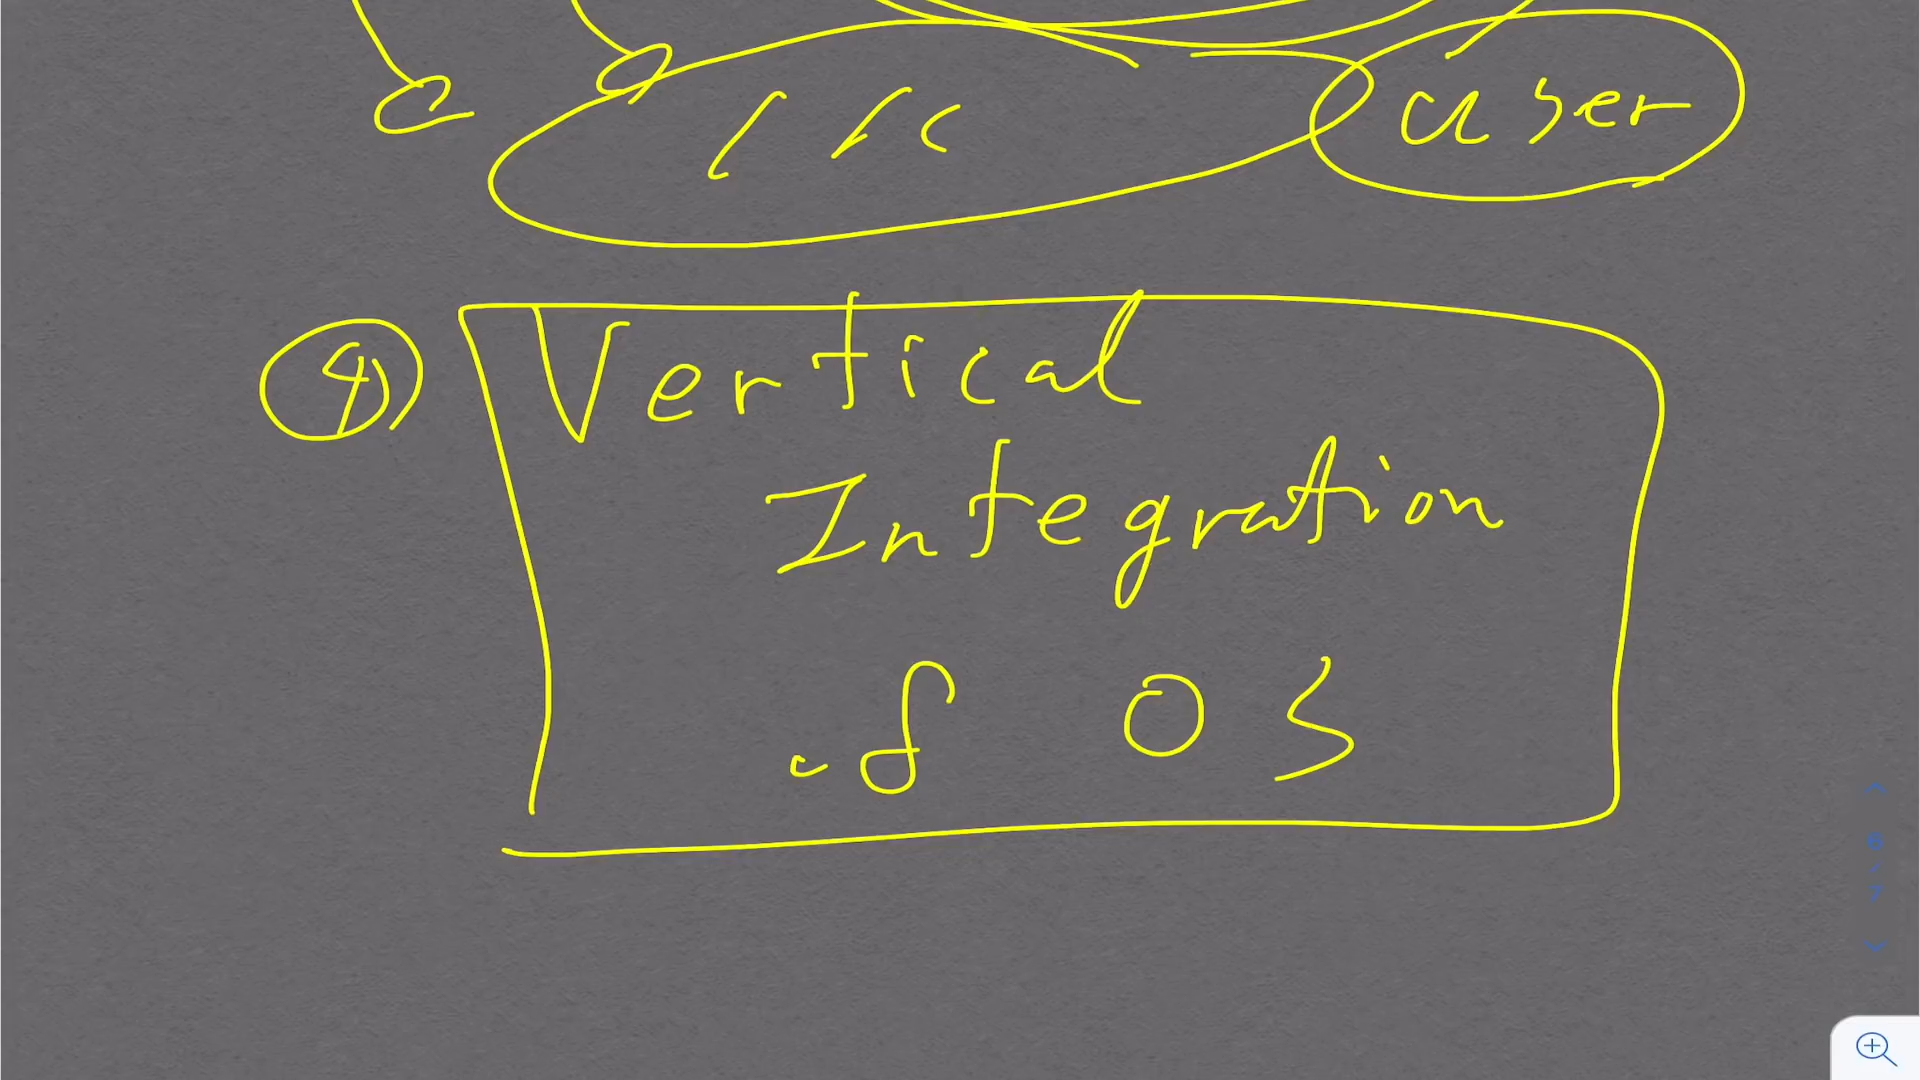 user
④ Vertical
Integration
of OS